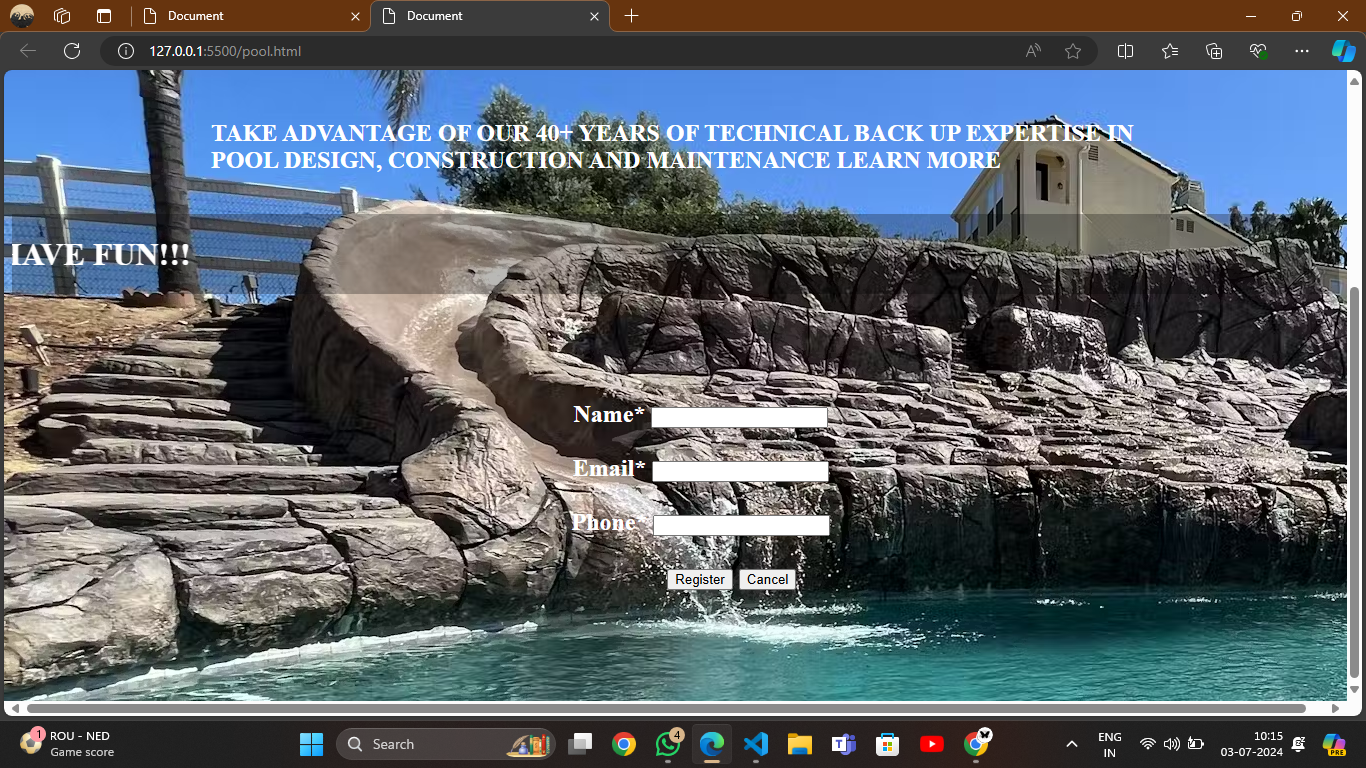 Document
Document
127.0.0.1:5500/pool.html
TAKE ADVANTAGE OF OUR 40+ YEARS OF TECHNICAL BACK UP EXPERTISE IN
POOL DESIGN, CONSTRUCTION AND MAINTENANCE LEARN MORE
HAVE FUN!!!
Name*
Email*
Phone
Register Cancel
1
ROU - NED
Game score
Search
4
ENG
IN
10:15
03-07-2024
PRE